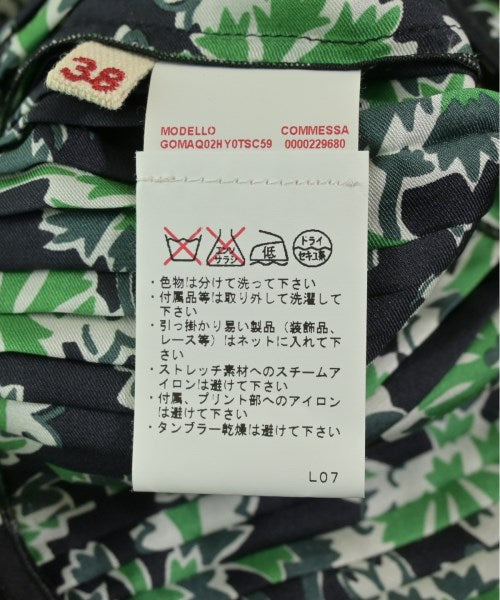 38
MODELLO COMMESSA
GOMAQ02HY0TSC59 0000229680
エンソ
サラシ
低
ドライ
セキユ系
・色物は分けて洗って下さい
・付属品等は取り外して洗濯して
下さい
・引っ掛かり易い製品（装飾品、
レース等）はネットに入れて下
さい
・ストレッチ素材へのスチームア
イロンは避けて下さい
・付属、プリント部へのアイロン
は避けて下さい
・タンブラー乾燥は避けて下さい
L07